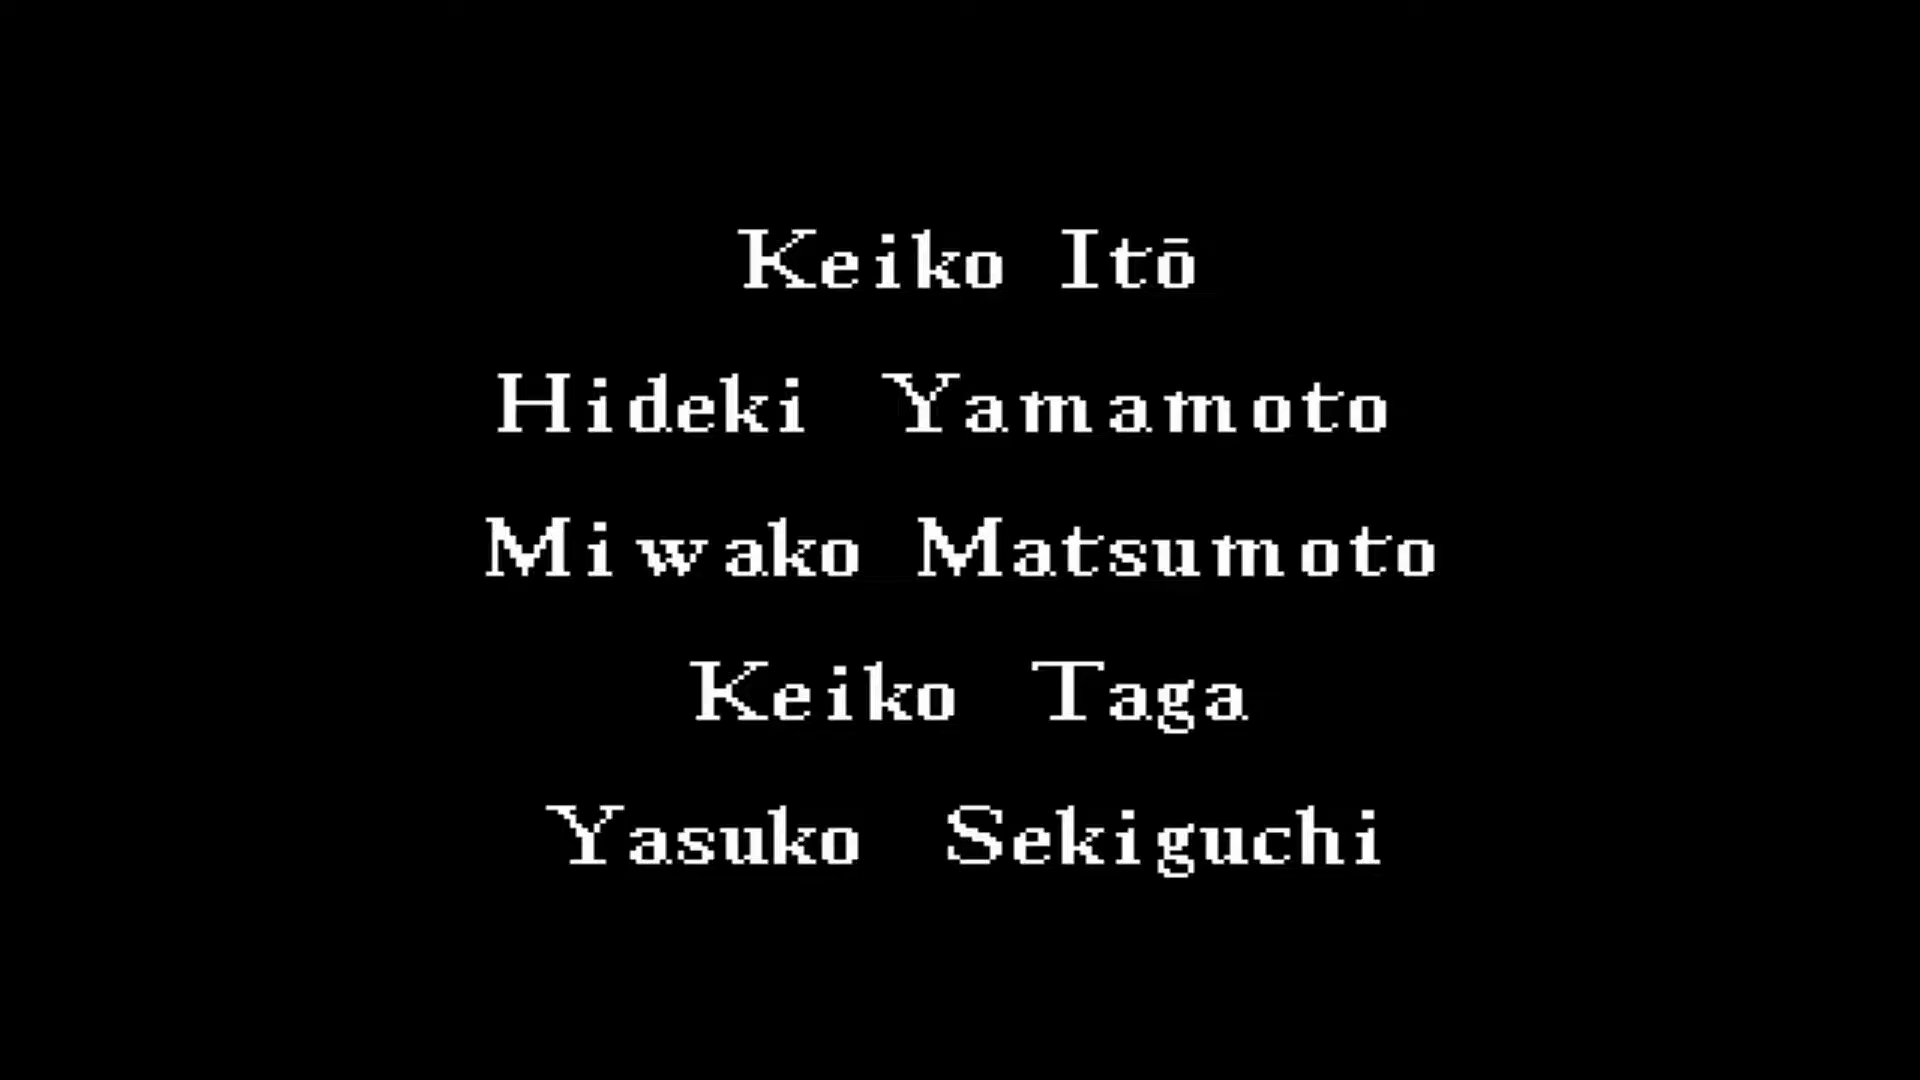 Keiko Itō
Hideki Yamamoto
Miwako Matsumoto
Keiko Taga
Yasuko Sekiguchi